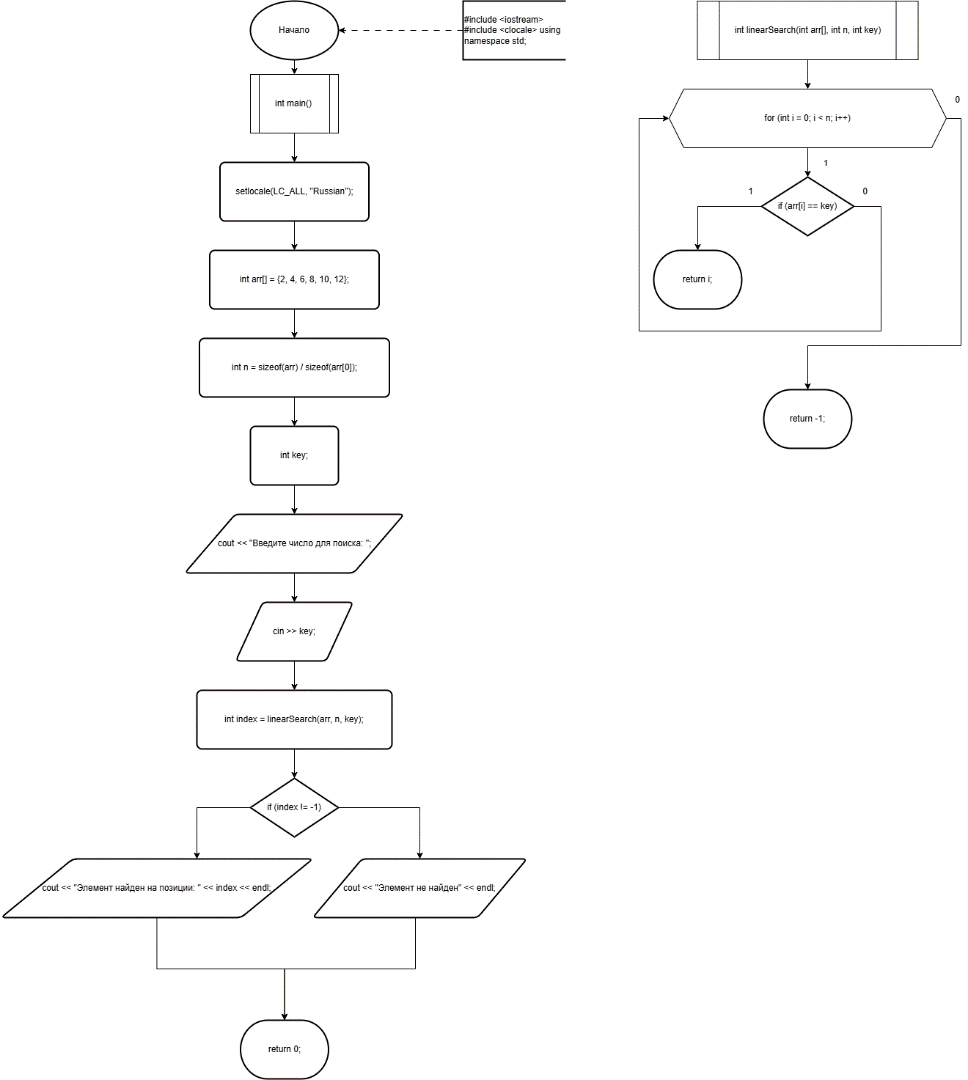 Начало
#include <iostream>
#include <clocale> using
namespace std;
int main()
setlocale(LC_ALL, "Russian");
int arr[] = {2, 4, 6, 8, 10, 12};
int n = sizeof(arr) / sizeof(arr[0]);
int key;
cout << "Введите число для поиска: ";
cin >> key;
int index = linearSearch(arr, n, key);
if (index != -1)
cout << "Элемент найден на позиции: " << index << endl;
cout << "Элемент не найден" << endl;
return 0;
int linearSearch(int arr[], int n, int key)
0
for (int i = 0; i < n; i++)
1
1
0
if (arr[i] == key)
return i;
return -1;